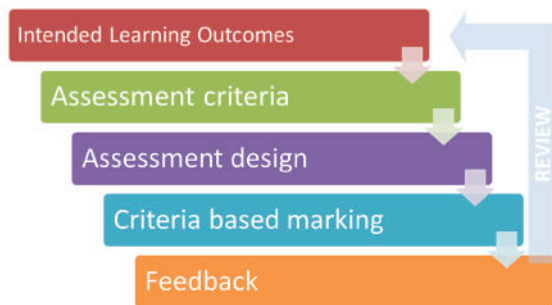 Intended Learning Outcomes
Assessment criteria
Assessment design
Criteria based marking
Feedback
REVIEW